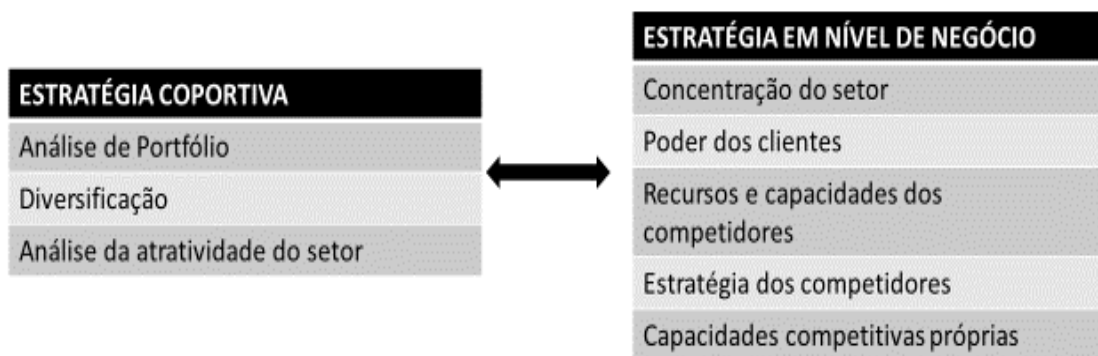 ESTRATÉGIA COPORTIVA
Análise de Portfólio
Diversificação
Análise da atratividade do setor
ESTRATÉGIA EM NÍVEL DE NEGÓCIO
Concentração do setor
Poder dos clientes
Recursos e capacidades dos
competidores
Estratégia dos competidores
Capacidades competitivas próprias